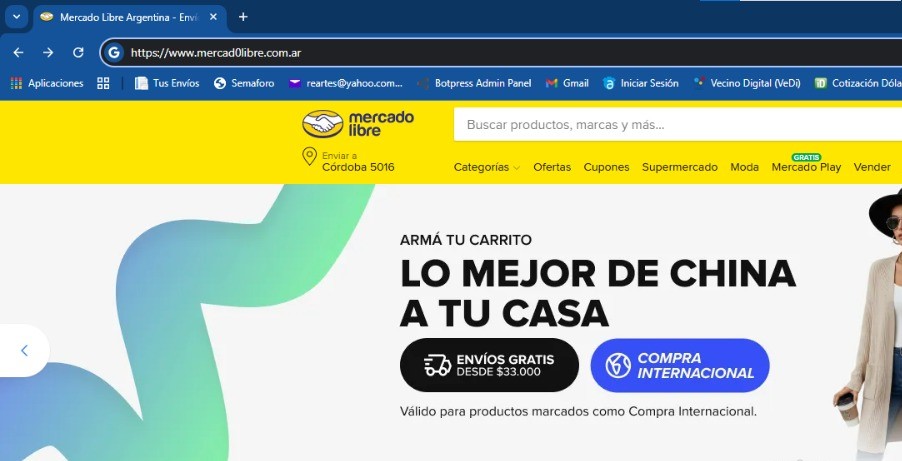 Mercado Libre Argentina - Enví
https://www.mercad0libre.com.ar
Aplicaciones
Tus Envíos
Semaforo
reartes@yahoo.com...
Botpress Admin Panel
Gmail
Iniciar Sesión
Vecino Digital (VeDi)
Cotización Dóla
mercado
libre
Buscar productos, marcas y más...
Enviar a
Córdoba 5016
Categorías
Ofertas
Cupones
Supermercado
Moda
GRATIS
Mercado Play
Vender
ARMÁ TU CARRITO
LO MEJOR DE CHINA
A TU CASA
ENVÍOS GRATIS
DESDE $33.000
COMPRA
INTERNACIONAL
Válido para productos marcados como Compra Internacional.